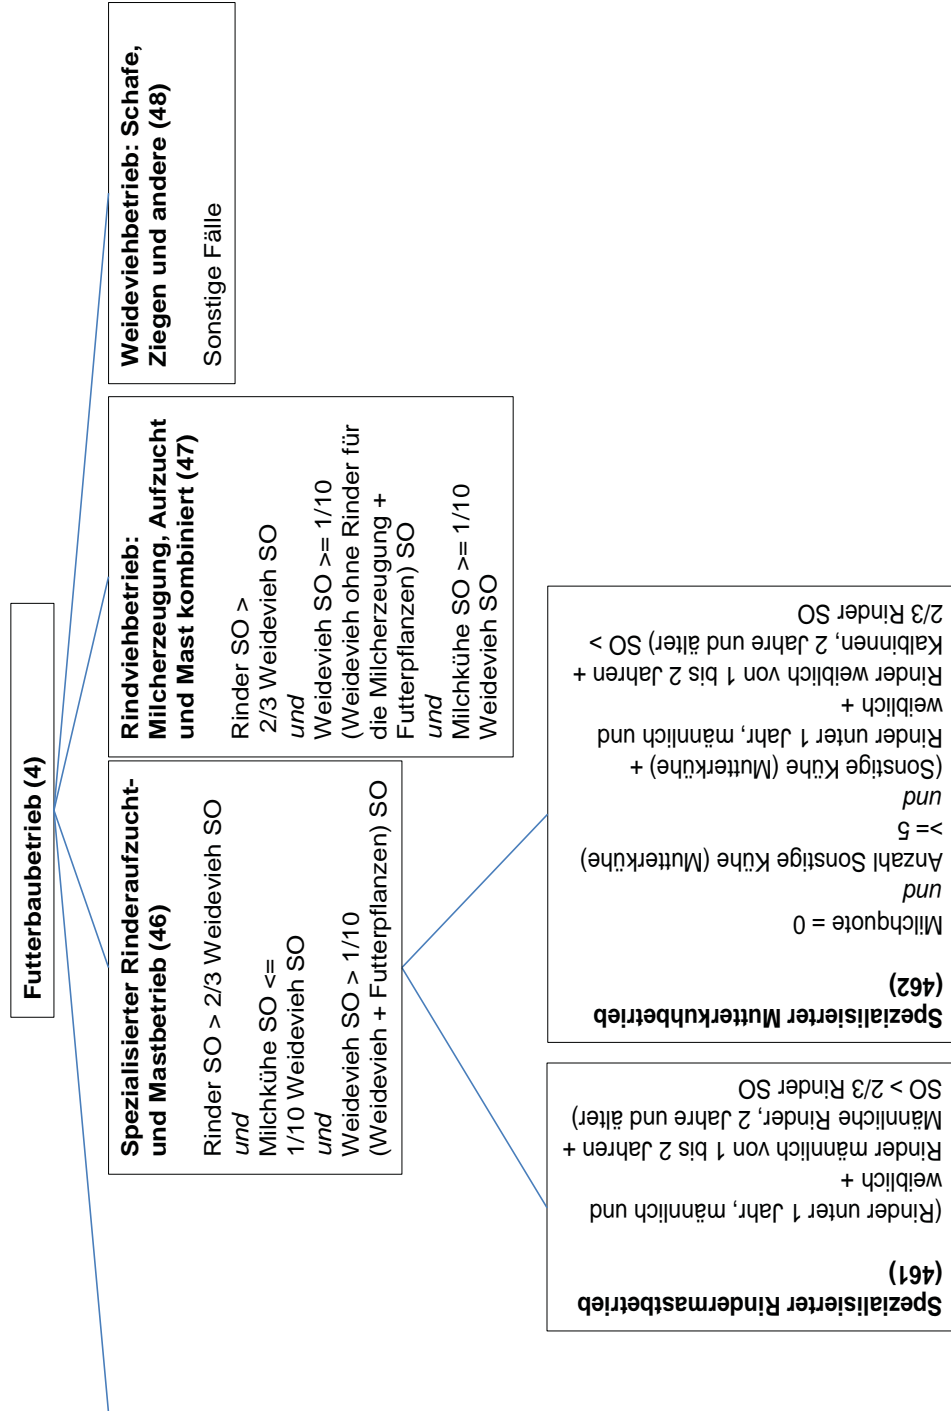 Futterbaubetrieb (4)
Spezialisierter Rinderaufzucht-
und Mastbetrieb (46)
Rinder SO > 2/3 Weidevieh SO
und
Milchkühe SO <=
1/10 Weidevieh SO
und
Weidevieh SO > 1/10
(Weidevieh + Futterpflanzen) SO
Rindviehbetrieb:
Milcherzeugung, Aufzucht
und Mast kombiniert (47)
Rinder SO >
2/3 Weidevieh SO
und
Weidevieh SO >= 1/10
(Weidevieh ohne Rinder für
die Milcherzeugung +
Futterpflanzen) SO
und
Milchkühe SO >= 1/10
Weidevieh SO
Weideviehbetrieb: Schafe,
Ziegen und andere (48)
Sonstige Fälle
Spezialisierter Rindermastbetrieb
(461)
(Rinder unter 1 Jahr, männlich und
weiblich +
Rinder männlich von 1 bis 2 Jahren +
Männliche Rinder, 2 Jahre und älter)
SO > 2/3 Rinder SO
Spezialisierter Mutterkuhbetrieb
(462)
Milchquote = 0
und
Anzahl Sonstige Kühe (Mutterkühe)
>= 5
und
(Sonstige Kühe (Mutterkühe) +
Rinder unter 1 Jahr, männlich und
weiblich +
Rinder weiblich von 1 bis 2 Jahren +
Kalbinnen, 2 Jahre und älter) SO >
2/3 Rinder SO